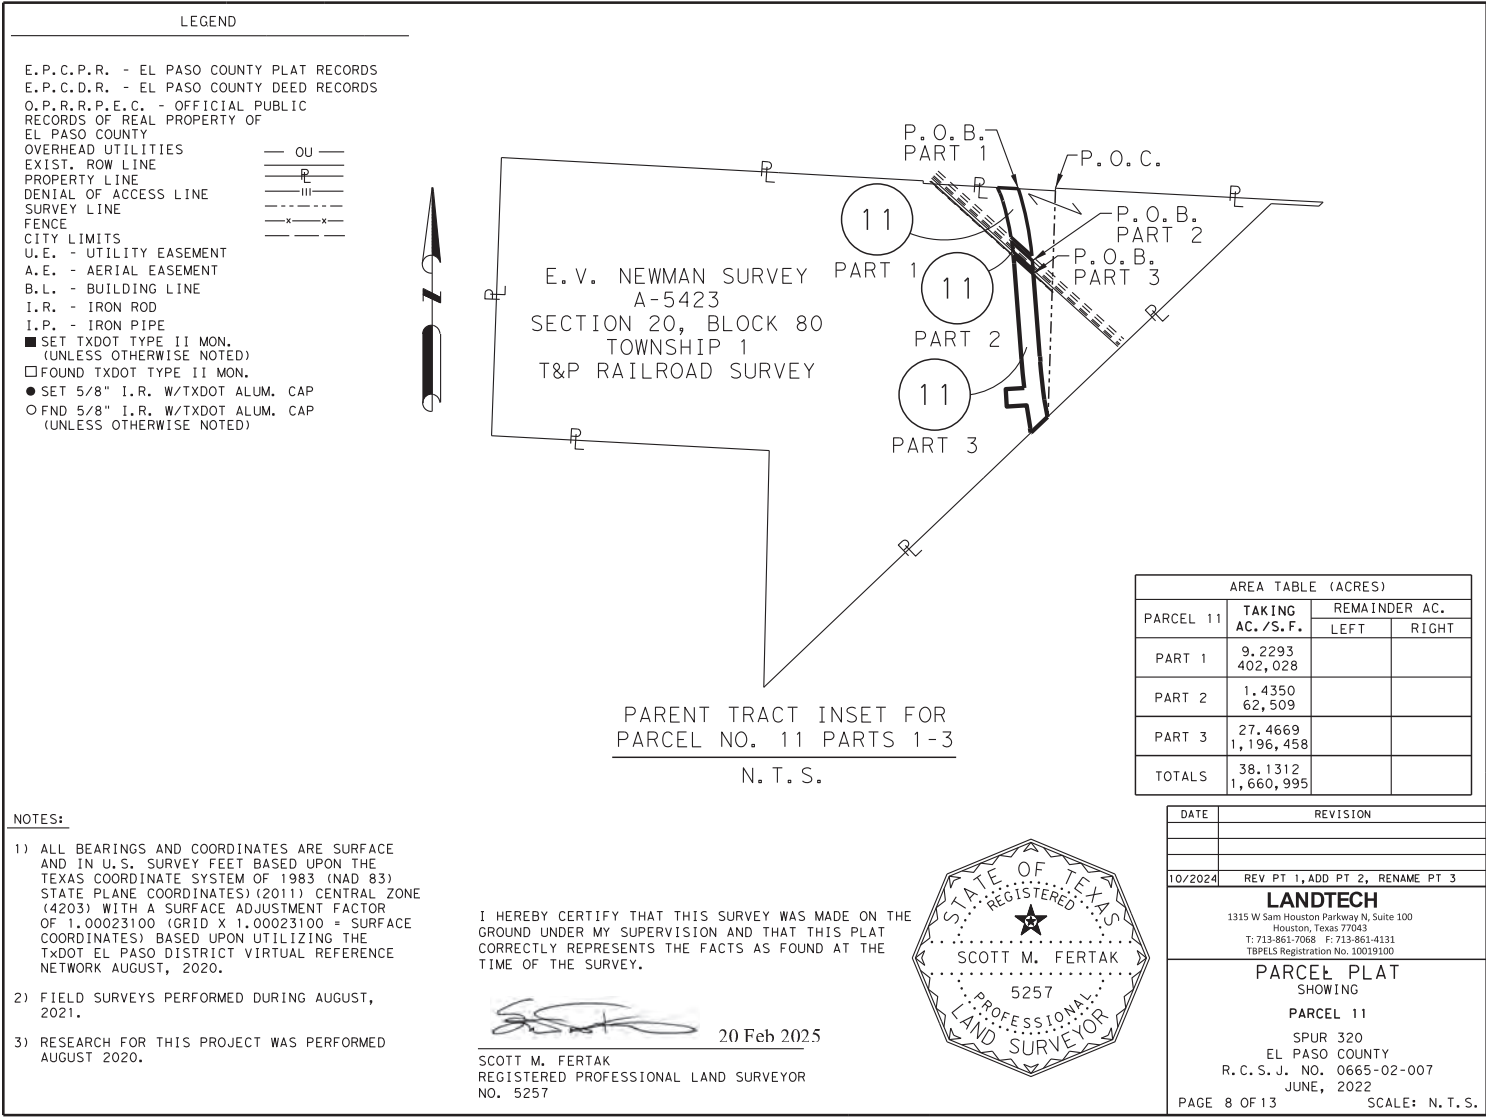 LEGEND
E.P.C.P.R. - EL PASO COUNTY PLAT RECORDS
E.P.C.D.R. - EL PASO COUNTY DEED RECORDS
O.P.R.R.P.E.C. - OFFICIAL PUBLIC
RECORDS OF REAL PROPERTY OF
EL PASO COUNTY
OVERHEAD UTILITIES OU
EXIST. ROW LINE
PROPERTY LINE PL
DENIAL OF ACCESS LINE III
SURVEY LINE
FENCE x x
CITY LIMITS
U.E. - UTILITY EASEMENT
A.E. - AERIAL EASEMENT
B.L. - BUILDING LINE
I.R. - IRON ROD
I.P. - IRON PIPE
SET TXDOT TYPE II MON.
(UNLESS OTHERWISE NOTED)
FOUND TXDOT TYPE II MON.
SET 5/8" I.R. W/TXDOT ALUM. CAP
FND 5/8" I.R. W/TXDOT ALUM. CAP
(UNLESS OTHERWISE NOTED)
Z
PL
PL
PL
PL
PL
PL
PL
P.O.B.
PART 1
P.O.C.
P.O.B.
PART 2
P.O.B.
PART 3
11
PART 1
11
PART 2
11
PART 3
E.V. NEWMAN SURVEY
A-5423
SECTION 20, BLOCK 80
TOWNSHIP 1
T&P RAILROAD SURVEY
PARENT TRACT INSET FOR
PARCEL NO. 11 PARTS 1-3
N.T.S.
AREA TABLE (ACRES)
PARCEL 11 TAKING AC./S.F. REMAINDER AC.
LEFT RIGHT
PART 1 9.2293
402,028
PART 2 1.4350
62,509
PART 3 27.4669
1,196,458
TOTALS 38.1312
1,660,995
NOTES:
1) ALL BEARINGS AND COORDINATES ARE SURFACE
AND IN U.S. SURVEY FEET BASED UPON THE
TEXAS COORDINATE SYSTEM OF 1983 (NAD 83)
STATE PLANE COORDINATES)(2011) CENTRAL ZONE
(4203) WITH A SURFACE ADJUSTMENT FACTOR
OF 1.00023100 (GRID X 1.00023100 = SURFACE
COORDINATES) BASED UPON UTILIZING THE
TxDOT EL PASO DISTRICT VIRTUAL REFERENCE
NETWORK AUGUST, 2020.
2) FIELD SURVEYS PERFORMED DURING AUGUST,
2021.
3) RESEARCH FOR THIS PROJECT WAS PERFORMED
AUGUST 2020.
I HEREBY CERTIFY THAT THIS SURVEY WAS MADE ON THE
GROUND UNDER MY SUPERVISION AND THAT THIS PLAT
CORRECTLY REPRESENTS THE FACTS AS FOUND AT THE
TIME OF THE SURVEY.
20 Feb 2025
SCOTT M. FERTAK
REGISTERED PROFESSIONAL LAND SURVEYOR
NO. 5257
STATE OF TEXAS
REGISTERED
SCOTT M. FERTAK
5257
PROFESSIONAL
LAND SURVEYOR
DATE REVISION
10/2024 REV PT 1,ADD PT 2, RENAME PT 3
LANDTECH
1315 W Sam Houston Parkway N, Suite 100
Houston, Texas 77043
T: 713-861-7068 F: 713-861-4131
TBPELS Registration No. 10019100
PARCEL PLAT
SHOWING
PARCEL 11
SPUR 320
EL PASO COUNTY
R.C.S.J. NO. 0665-02-007
JUNE, 2022
PAGE 8 OF 13 SCALE: N.T.S.